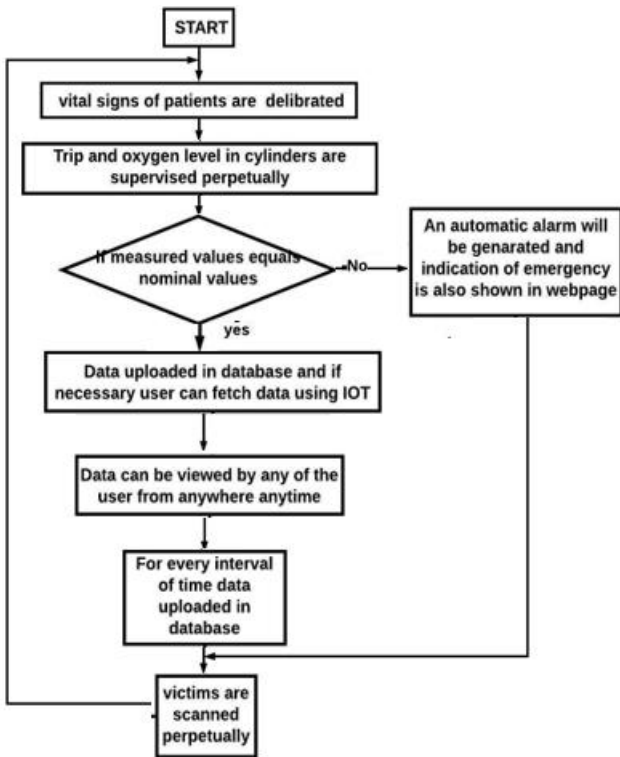 START
vital signs of patients are delibrated
Trip and oxygen level in cylinders are
supervised perpetually
If measured values equals
nominal values
No
An automatic alarm will
be genarated and
indication of emergency
is also shown in webpage
yes
Data uploaded in database and if
necessary user can fetch data using IOT
Data can be viewed by any of the
user from anywhere anytime
For every interval
of time data
uploaded in
database
victims are
scanned
perpetually